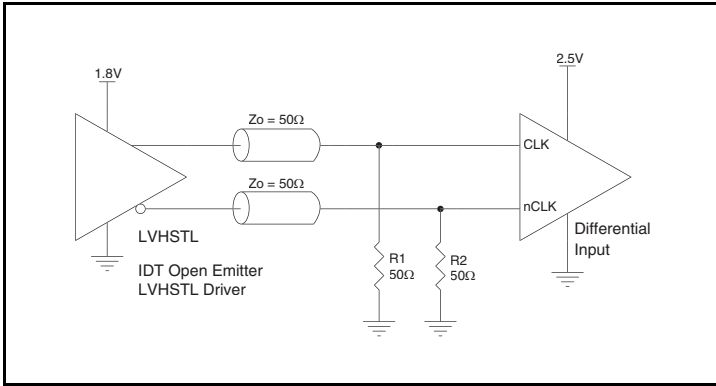 1.8V
2.5V
Zo = 50Ω
CLK
Zo = 50Ω
nCLK
LVHSTL
IDT Open Emitter
LVHSTL Driver
R1
50Ω
R2
50Ω
Differential
Input